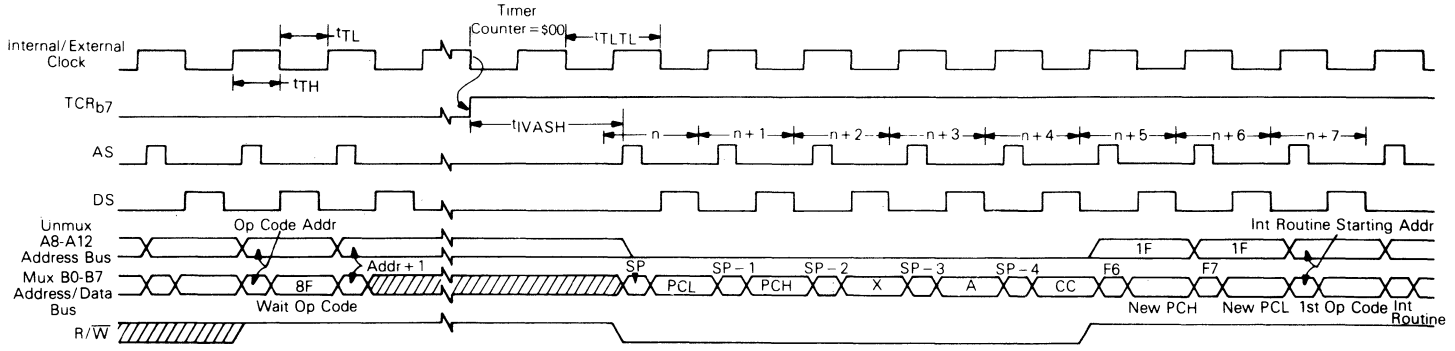 Timer
Counter=$00
tTL
tTLTL
Internal/External
Clock
tTH
TCRb7
tIVASH
n n+1 n+2 n+3 n+4 n+5 n+6 n+7
AS
DS
Unmux
A8-A12
Address Bus
Op Code Addr
Int Routine Starting Addr
1F 1F
Addr+1
Mux B0-B7
Address/Data
Bus
SP SP-1 SP-2 SP-3 SP-4 F6 F7
8F PCL PCH X A CC
Wait Op Code
New PCH New PCL 1st Op Code Int
Routine
R/W̅